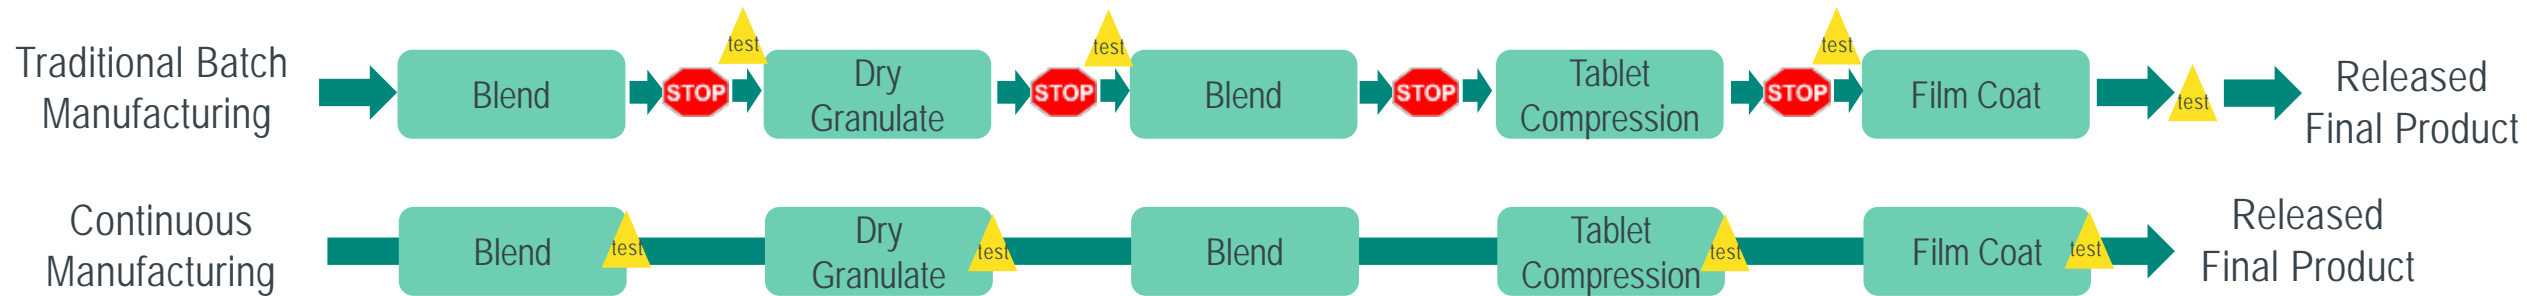 Traditional Batch
Manufacturing
Blend
STOP
test
Dry
Granulate
STOP
test
Blend
STOP
Tablet
Compression
STOP
test
Film Coat
test
Released
Final Product
Continuous
Manufacturing
Blend
test
Dry
Granulate
test
Blend
Tablet
Compression
test
Film Coat
test
Released
Final Product